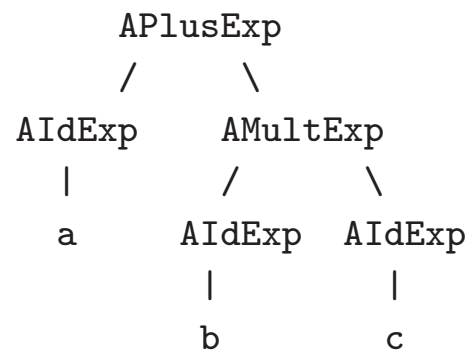 APlusExp
/ \
AIdExp AMultExp
| / \
a AIdExp AIdExp
| |
b c